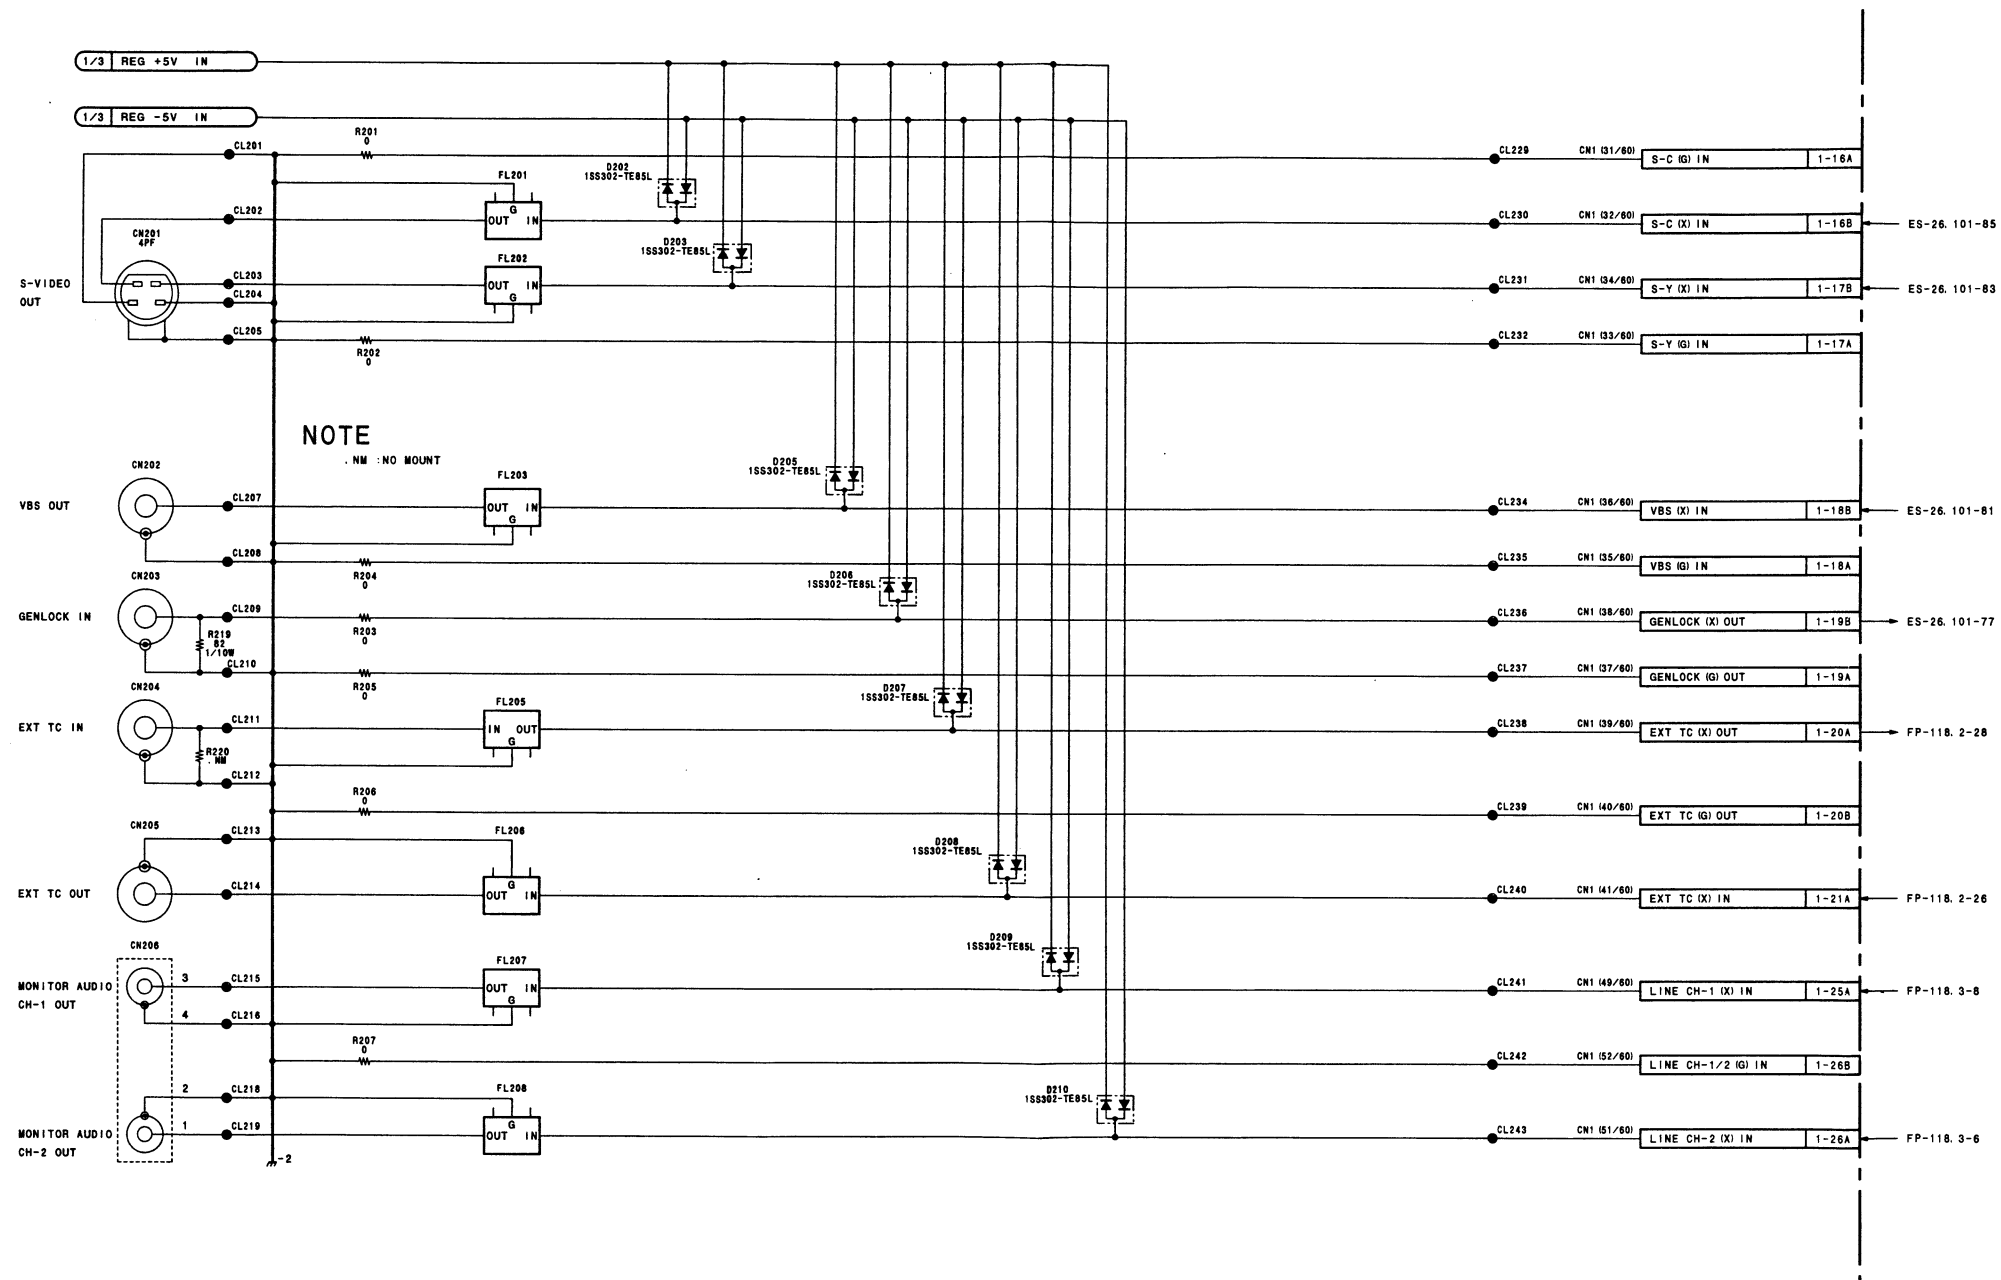 1/3 REG +5V IN
1/3 REG -5V IN
R201
0
CL201
CL229
CN1 (31/60)
S-C (G) IN 1-16A
D202
1SS302-TE85L
FL201
G
OUT IN
CL202
CL230
CN1 (32/60)
S-C (X) IN 1-16B
ES-26. 101-85
CN201
4PF
D203
1SS302-TE85L
FL202
OUT IN
G
S-VIDEO
OUT
CL203
CL204
CL231
CN1 (34/60)
S-Y (X) IN 1-17B
ES-26. 101-83
CL205
R202
0
CL232
CN1 (33/60)
S-Y (G) IN 1-17A
NOTE
. NM :NO MOUNT
CN202
VBS OUT
CL207
FL203
OUT IN
G
D205
1SS302-TE85L
CL234
CN1 (36/60)
VBS (X) IN 1-18B
ES-26. 101-81
CL208
R204
0
CL235
CN1 (35/60)
VBS (G) IN 1-18A
CN203
GENLOCK IN
CL209
R219
82
1/10W
R203
0
D206
1SS302-TE85L
CL236
CN1 (38/60)
GENLOCK (X) OUT 1-19B
ES-26. 101-77
CL210
R205
0
CL237
CN1 (37/60)
GENLOCK (G) OUT 1-19A
CN204
EXT TC IN
CL211
R220
. NM
FL205
IN OUT
G
D207
1SS302-TE85L
CL238
CN1 (39/60)
EXT TC (X) OUT 1-20A
FP-118. 2-28
CL212
R206
0
CL239
CN1 (40/60)
EXT TC (G) OUT 1-20B
CN205
EXT TC OUT
CL213
CL214
FL206
G
OUT IN
D208
1SS302-TE85L
CL240
CN1 (41/60)
EXT TC (X) IN 1-21A
FP-118. 2-26
CN206
MONITOR AUDIO
CH-1 OUT
3
CL215
4
CL216
FL207
OUT IN
G
D209
1SS302-TE85L
CL241
CN1 (49/60)
LINE CH-1 (X) IN 1-25A
FP-118. 3-8
R207
0
CL242
CN1 (52/60)
LINE CH-1/2 (G) IN 1-26B
2
CL218
1
CL219
MONITOR AUDIO
CH-2 OUT
FL208
G
OUT IN
D210
1SS302-TE85L
CL243
CN1 (51/60)
LINE CH-2 (X) IN 1-26A
FP-118. 3-6
-2